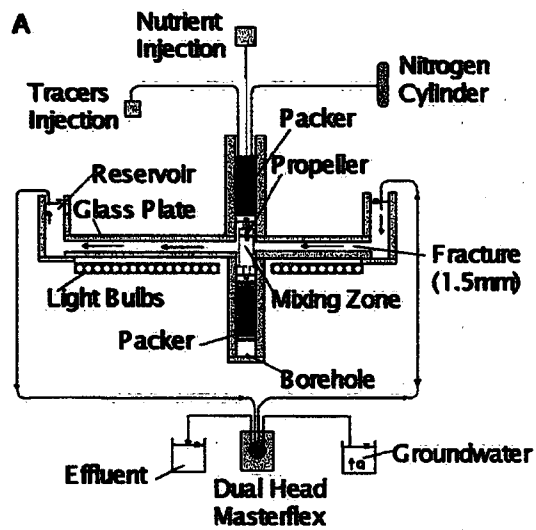 A
Nutrient
Injection
Nitrogen
Cylinder
Tracers
Injection
Packer
Propeller
Reservoir
Glass Plate
Fracture
(1.5mm)
Light Bulbs
Mixing Zone
Packer
Borehole
Effluent
Groundwater
Dual Head
Masterflex